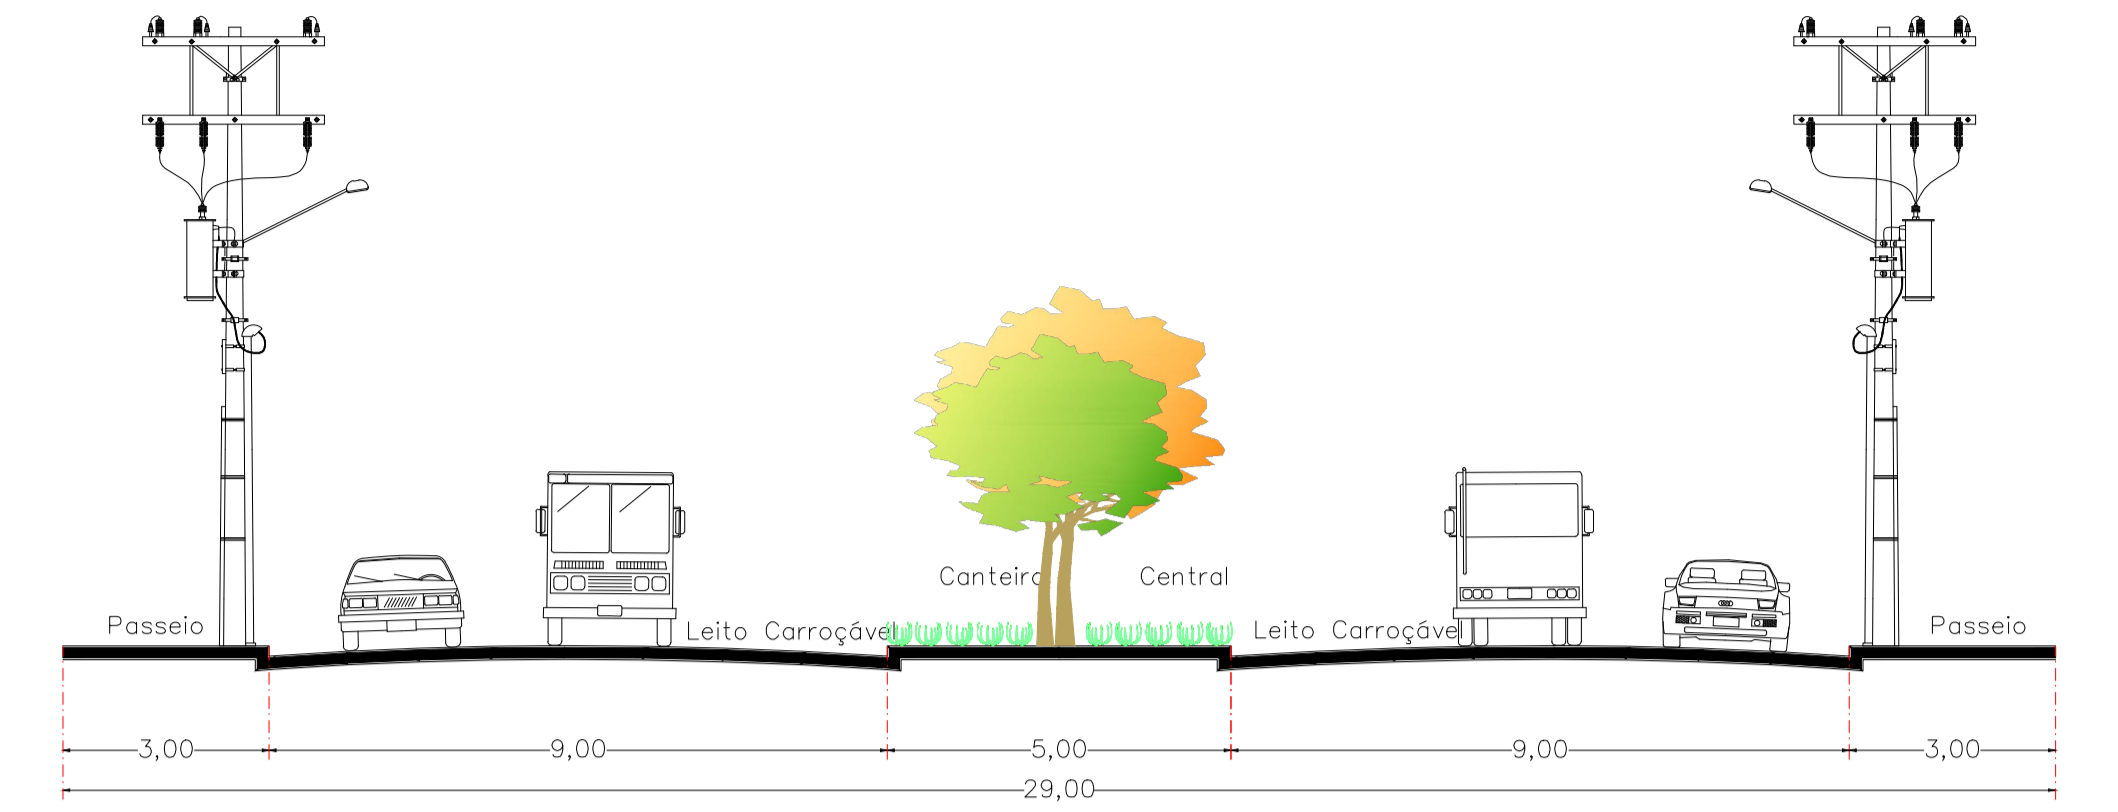 Canteiro Central
Passeio
Leito Carroçável
Leito Carroçável
Passeio
3,00
9,00
5,00
9,00
3,00
29,00